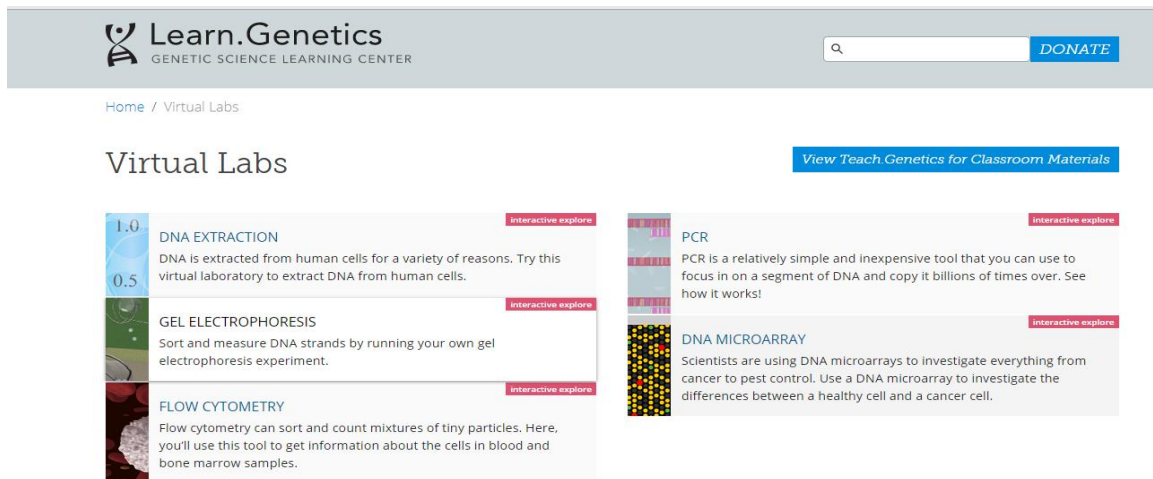 Learn.Genetics
GENETIC SCIENCE LEARNING CENTER
DONATE
Home / Virtual Labs
Virtual Labs
View Teach.Genetics for Classroom Materials
1.0
0.5
interactive explore
DNA EXTRACTION
DNA is extracted from human cells for a variety of reasons. Try this
virtual laboratory to extract DNA from human cells.
interactive explore
GEL ELECTROPHORESIS
Sort and measure DNA strands by running your own gel
electrophoresis experiment.
interactive explore
FLOW CYTOMETRY
Flow cytometry can sort and count mixtures of tiny particles. Here,
you'll use this tool to get information about the cells in blood and
bone marrow samples.
interactive explore
PCR
PCR is a relatively simple and inexpensive tool that you can use to
focus in on a segment of DNA and copy it billions of times over. See
how it works!
interactive explore
DNA MICROARRAY
Scientists are using DNA microarrays to investigate everything from
cancer to pest control. Use a DNA microarray to investigate the
differences between a healthy cell and a cancer cell.